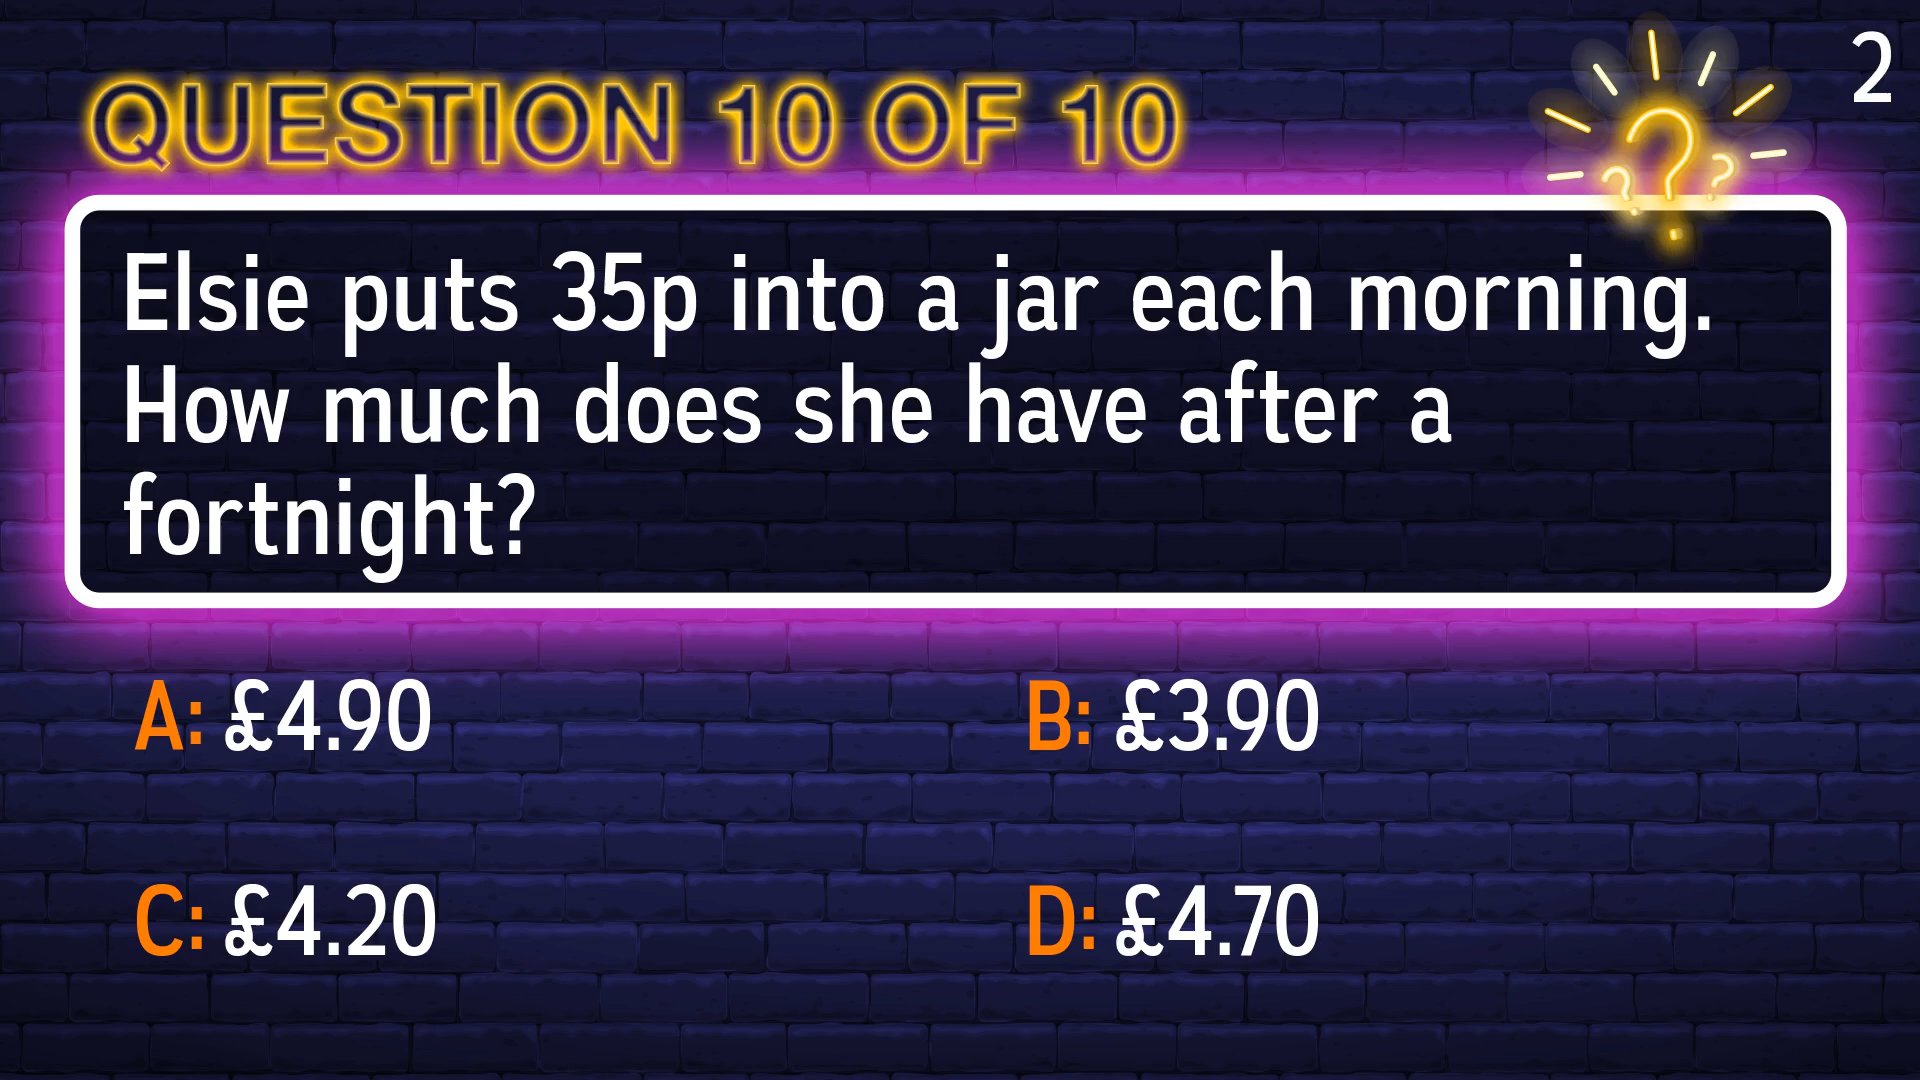 2
QUESTION 10 OF 10
Elsie puts 35p into a jar each morning.
How much does she have after a
fortnight?
A: £4.90
B: £3.90
C: £4.20
D: £4.70